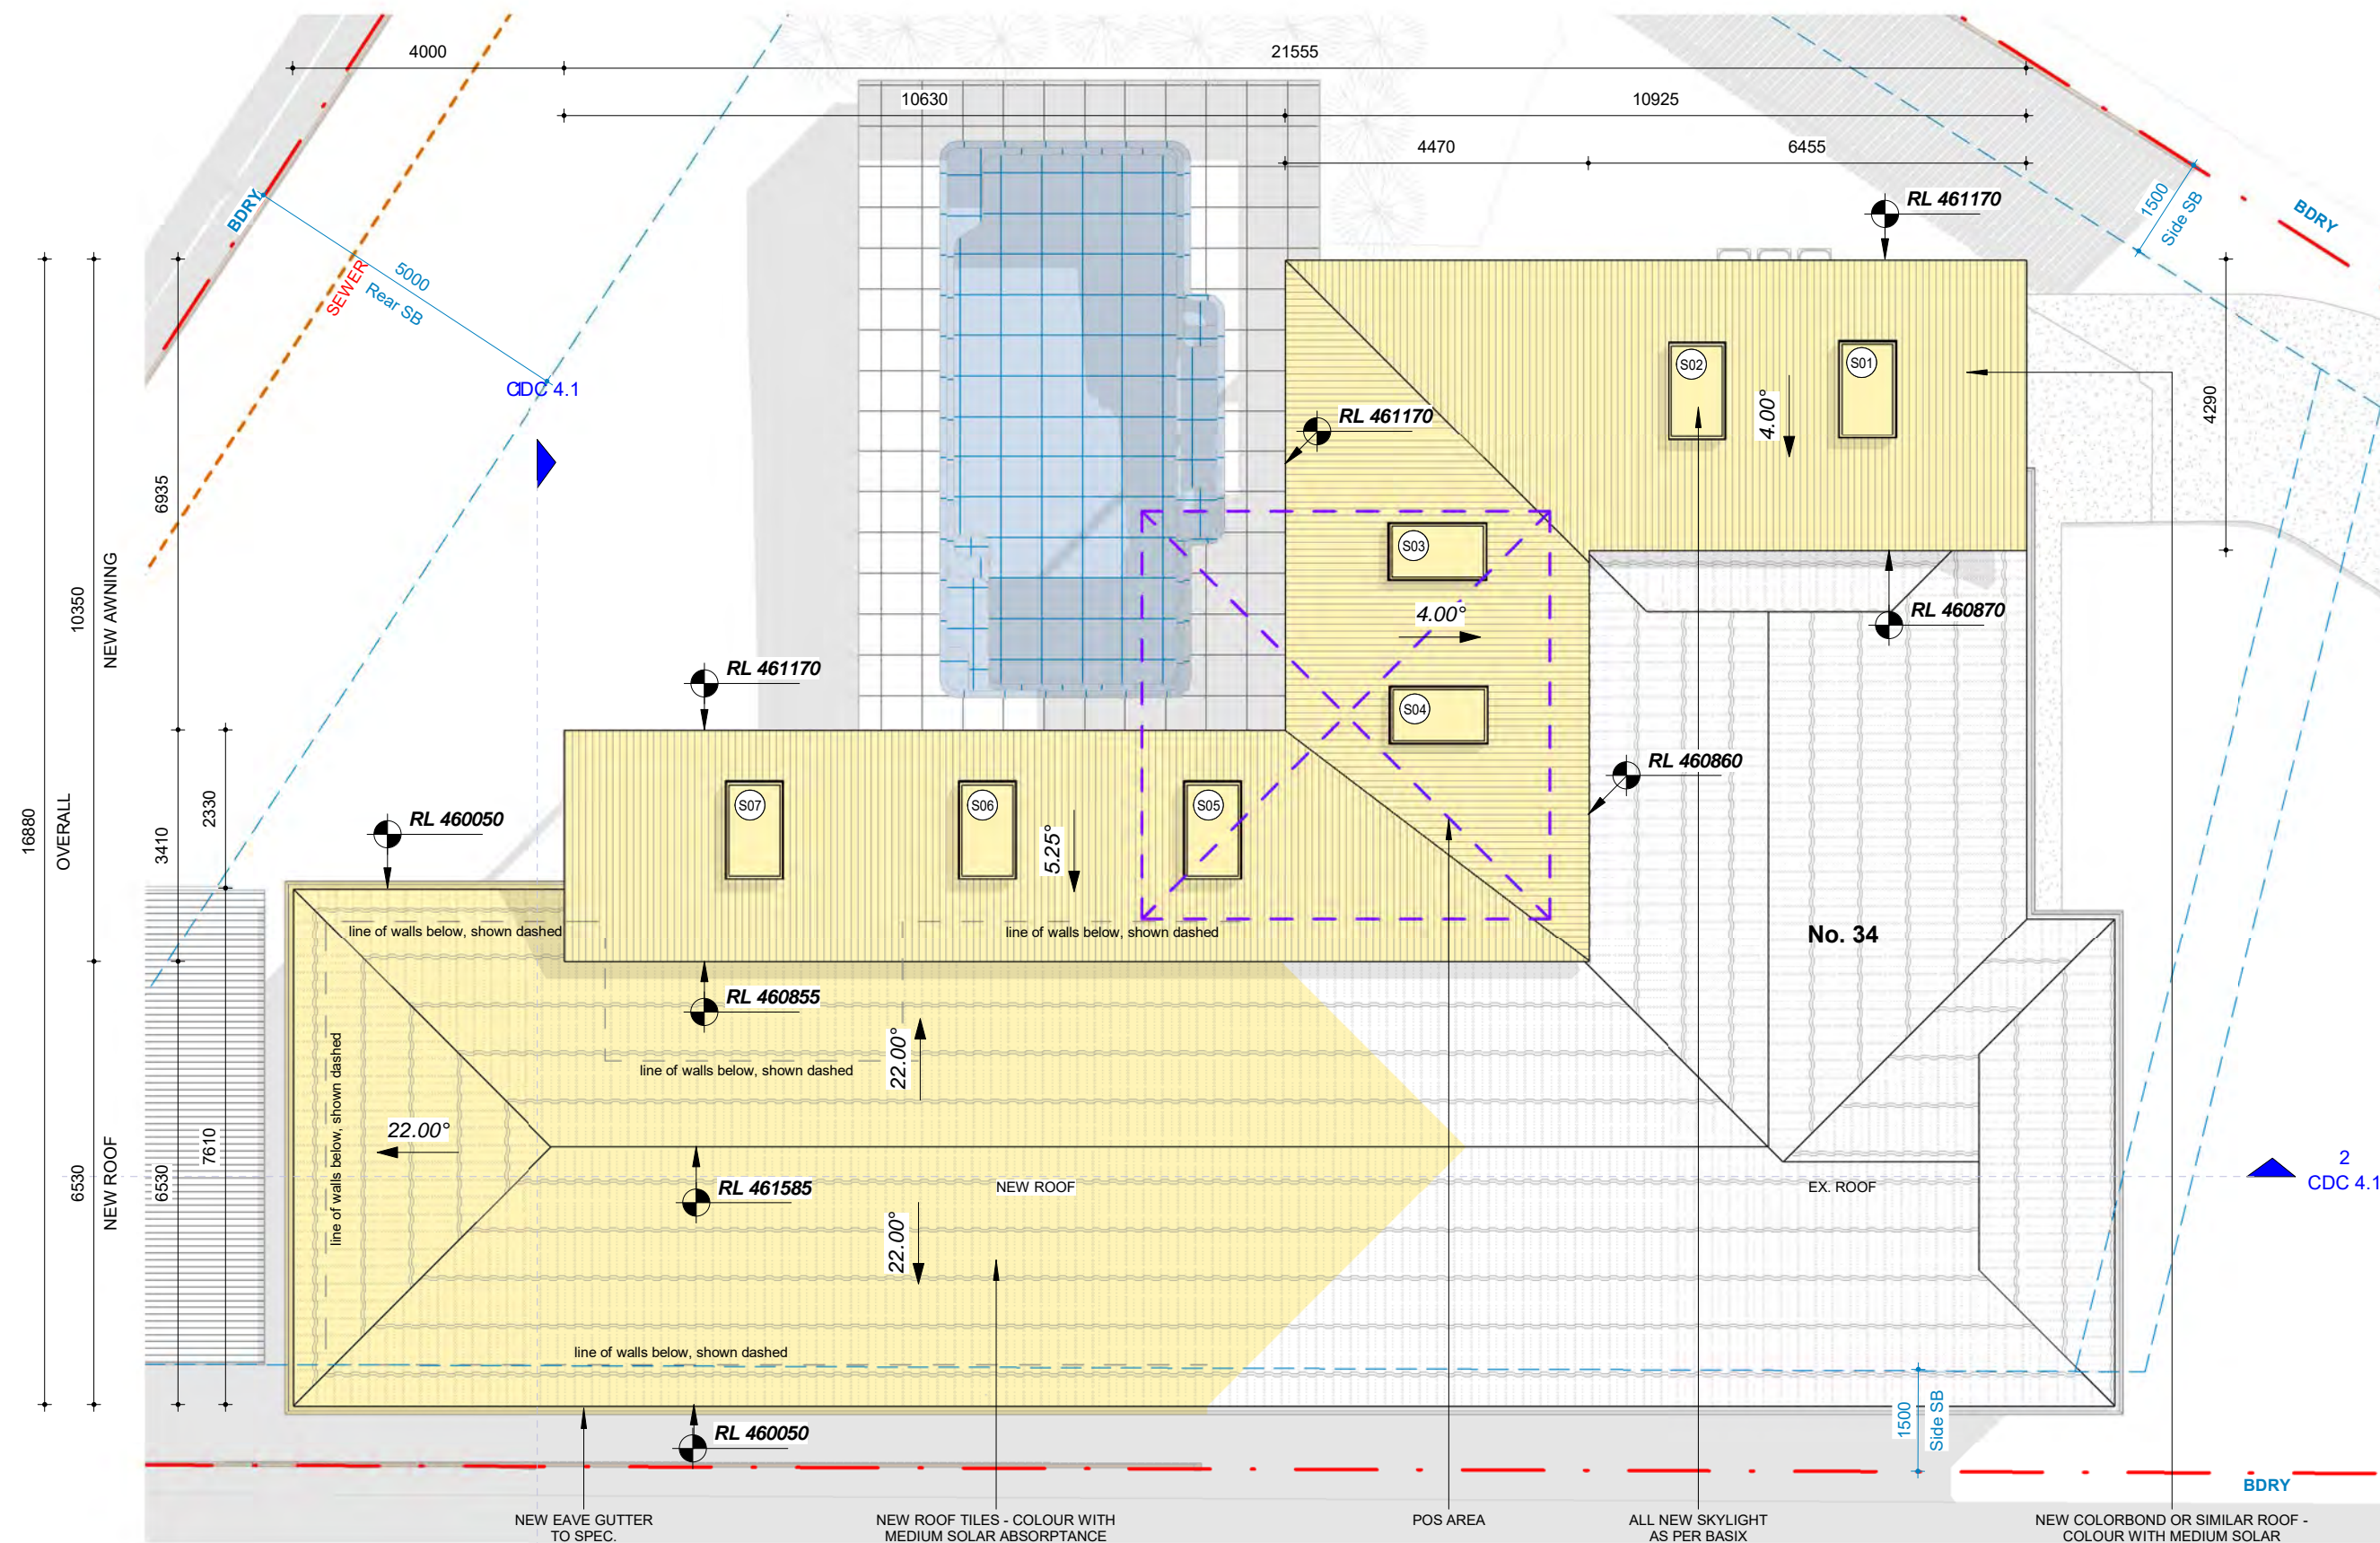 4000
21555
10630
10925
4470
6455
RL 461170
BDRY
1500
Side SB
BDRY
SEWER
5000
Rear SB
CDC 4.1
S02
S01
4.00°
4290
RL 461170
6935
S03
4.00°
10350
NEW AWNING
RL 460870
RL 461170
S04
RL 460860
16880
OVERALL
3410
2330
RL 460050
S07
S06
S05
5.25°
line of walls below, shown dashed
line of walls below, shown dashed
No. 34
RL 460855
22.00°
line of walls below, shown dashed
line of walls below, shown dashed
22.00°
6530
NEW ROOF
6530
7610
RL 461585
NEW ROOF
EX. ROOF
2
CDC 4.1
22.00°
line of walls below, shown dashed
1500
Side SB
RL 460050
BDRY
NEW EAVE GUTTER
TO SPEC.
NEW ROOF TILES - COLOUR WITH
MEDIUM SOLAR ABSORPTANCE
POS AREA
ALL NEW SKYLIGHT
AS PER BASIX
NEW COLORBOND OR SIMILAR ROOF -
COLOUR WITH MEDIUM SOLAR